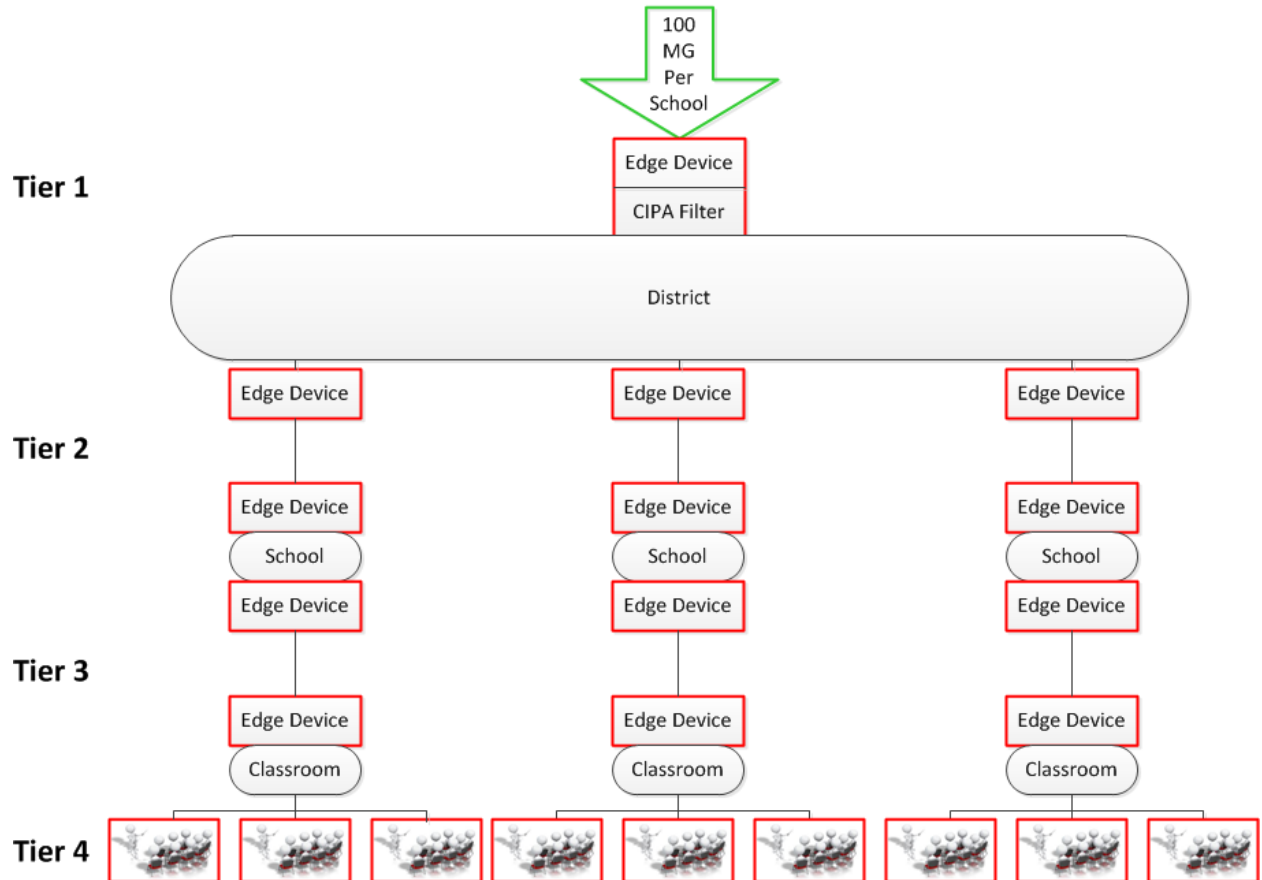 100
MG
Per
School
Edge Device
Tier 1
CIPA Filter
District
Edge Device Edge Device Edge Device
Tier 2
Edge Device Edge Device Edge Device
School School School
Edge Device Edge Device Edge Device
Tier 3
Edge Device Edge Device Edge Device
Classroom Classroom Classroom
Tier 4